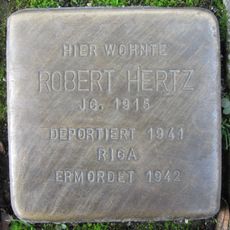 HIER WOHNTE
ROBERT HERTZ
JG. 1915
DEPORTIERT 1941
RIGA
ERMORDET 1942